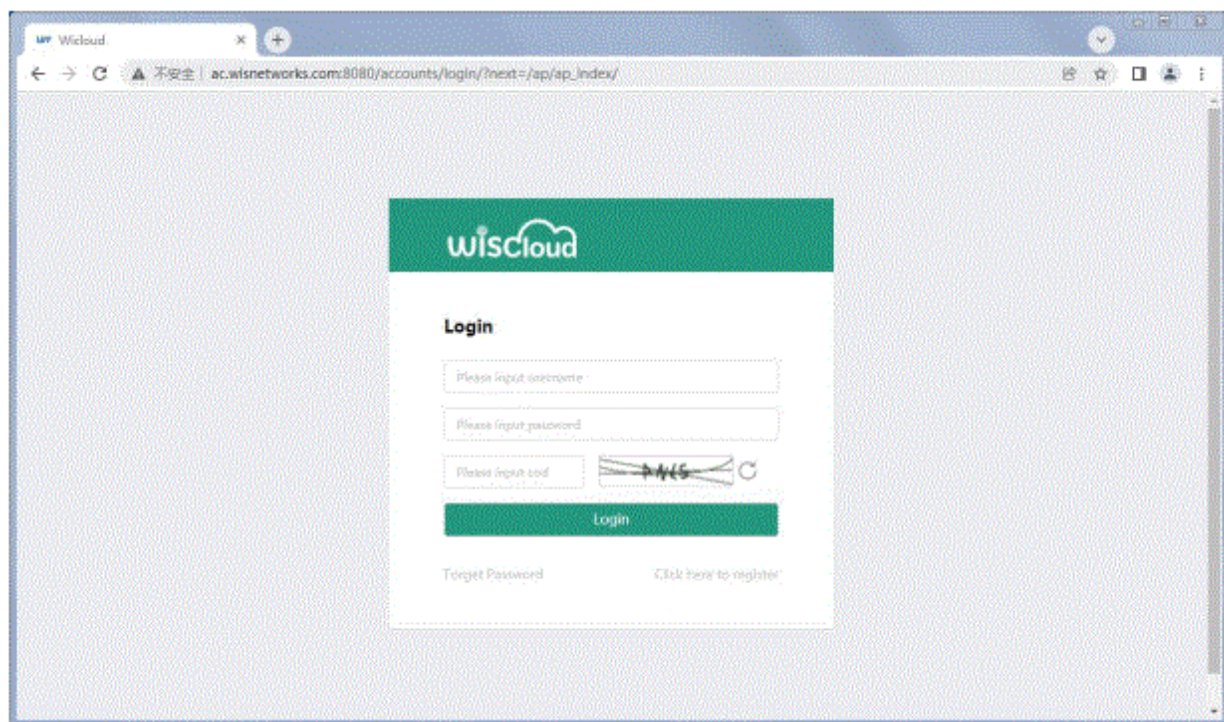 Wicloud
不安全 | ac.wisnetworks.com:8080/accounts/login/?next=/ap/ap_index/
wiscloud
Login
Please input username
Please input password
Please input cod
Login
Forget Password
Click here to register